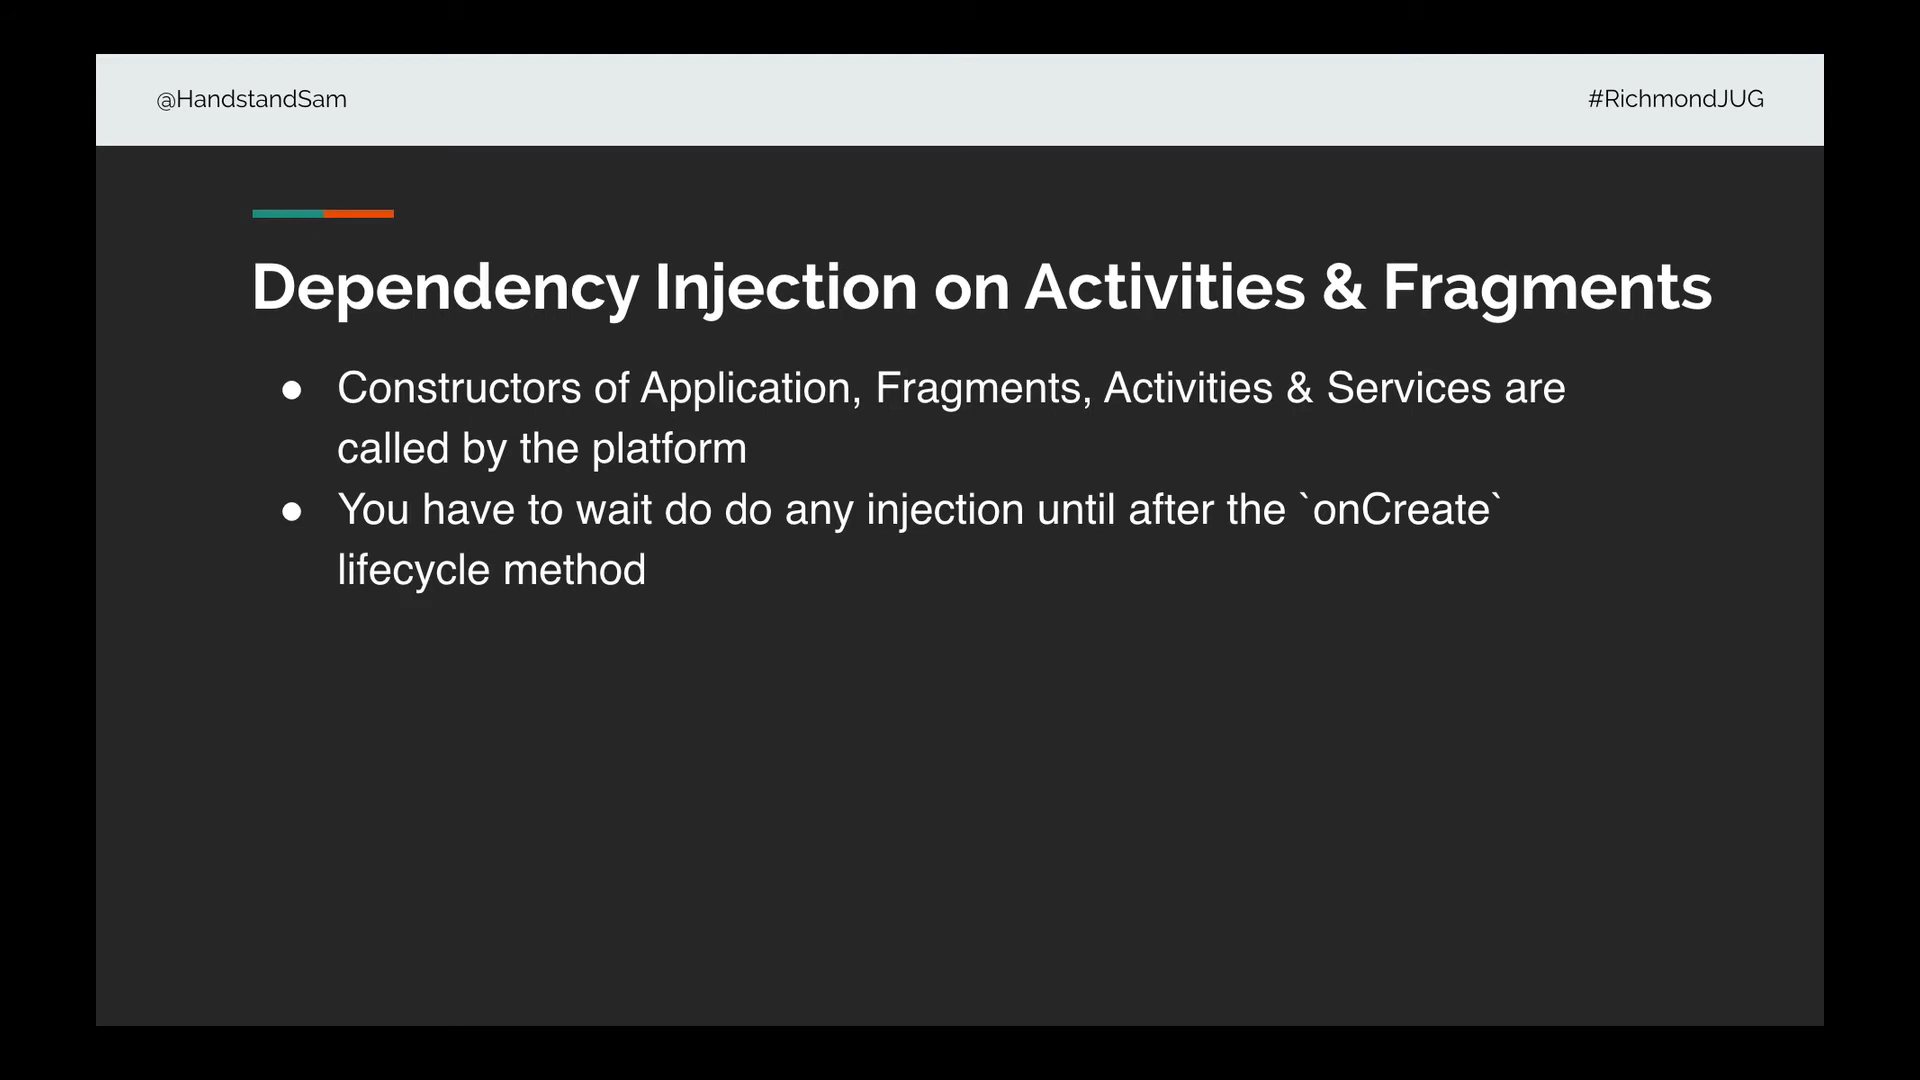 @HandstandSam
#RichmondJUG
Dependency Injection on Activities & Fragments
● Constructors of Application, Fragments, Activities & Services are
called by the platform
● You have to wait do do any injection until after the `onCreate`
lifecycle method